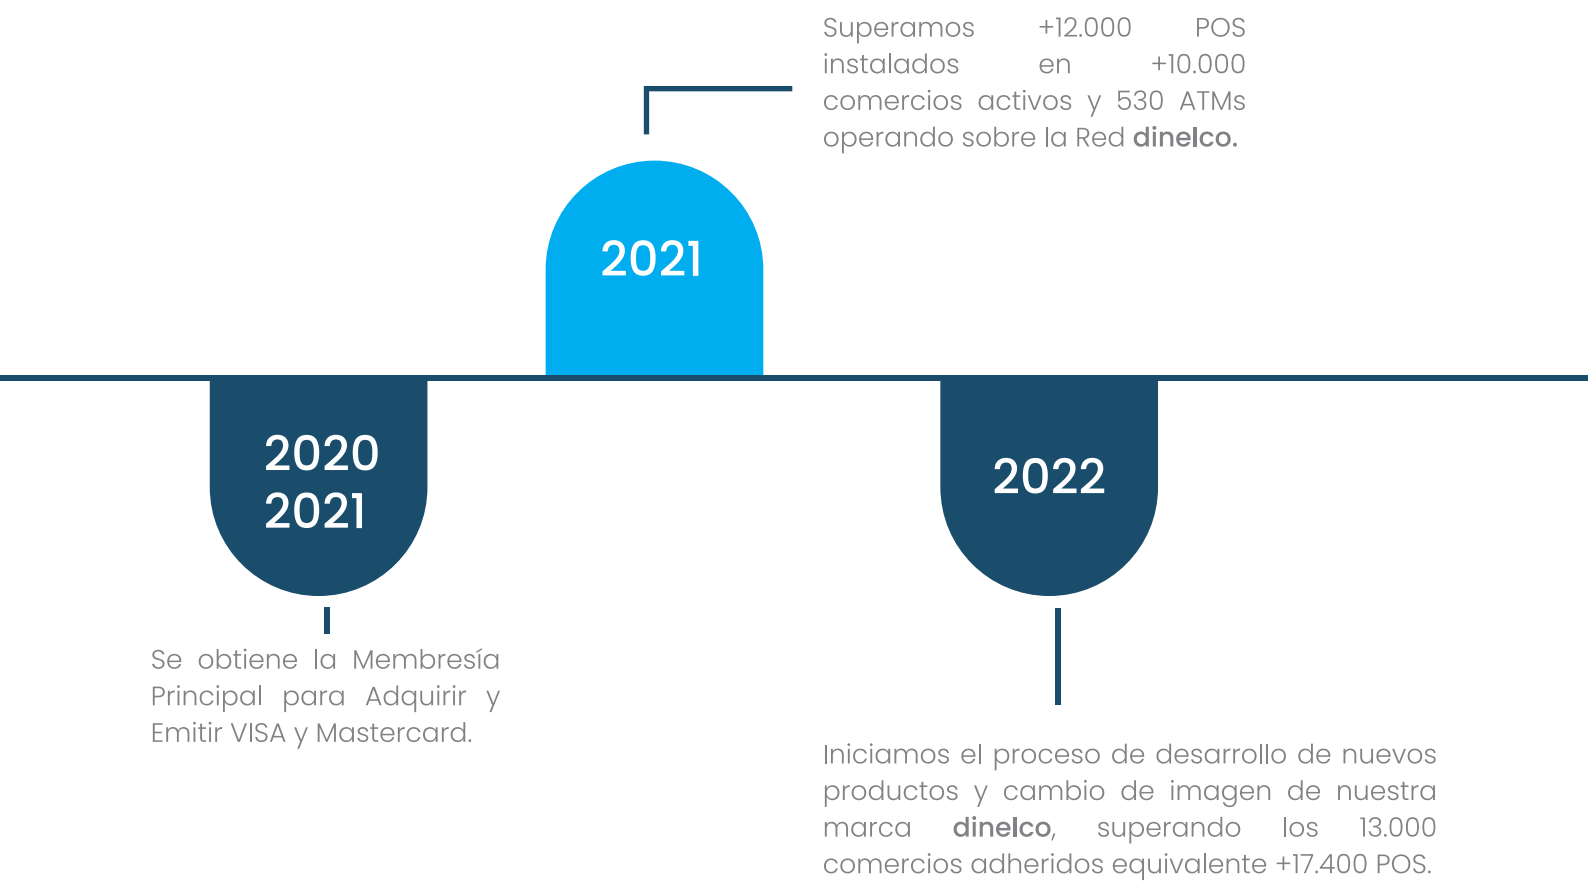 Superamos +12.000 POS
instalados en +10.000
comercios activos y 530 ATMs
operando sobre la Red dinelco.
2021
2020
2021
2022
Se obtiene la Membresía
Principal para Adquirir y
Emitir VISA y Mastercard.
Iniciamos el proceso de desarrollo de nuevos
productos y cambio de imagen de nuestra
marca dinelco, superando los 13.000
comercios adheridos equivalente +17.400 POS.